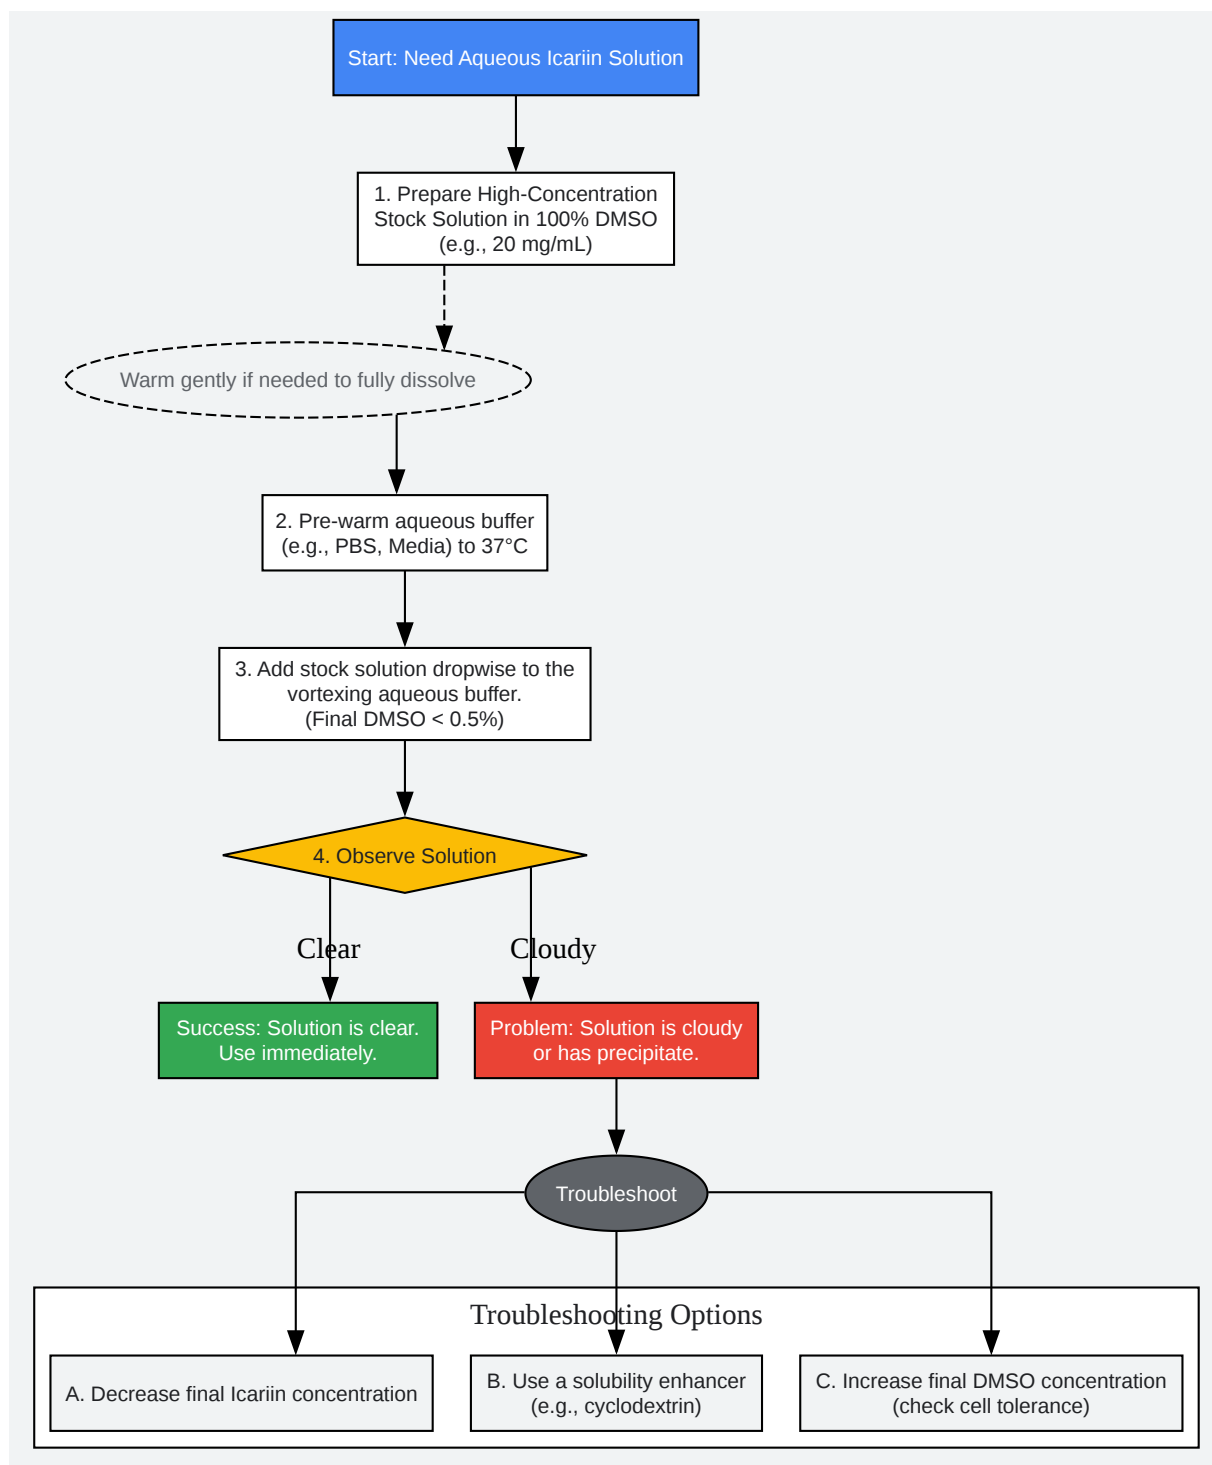 Start: Need Aqueous Icariin Solution
1. Prepare High-Concentration
Stock Solution in 100% DMSO
(e.g., 20 mg/mL)
Warm gently if needed to fully dissolve
2. Pre-warm aqueous buffer
(e.g., PBS, Media) to 37°C
3. Add stock solution dropwise to the
vortexing aqueous buffer.
(Final DMSO < 0.5%)
4. Observe Solution
Clear
Cloudy
Success: Solution is clear.
Use immediately.
Problem: Solution is cloudy
or has precipitate.
Troubleshoot
Troubleshooting Options
A. Decrease final Icariin concentration
B. Use a solubility enhancer
(e.g., cyclodextrin)
C. Increase final DMSO concentration
(check cell tolerance)